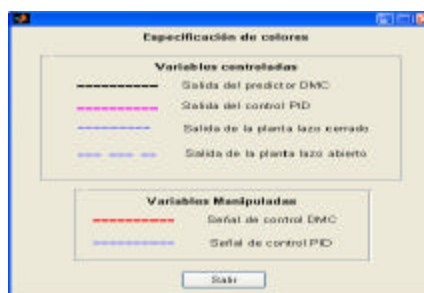 Especificación de colores
Variables controladas
Salida del predictor DMC
Salida del control PID
Salida de la planta lazo cerrado
Salida de la planta lazo abierto
Variables Manipuladas
Señal de control DMC
Señal de control PID
Salir